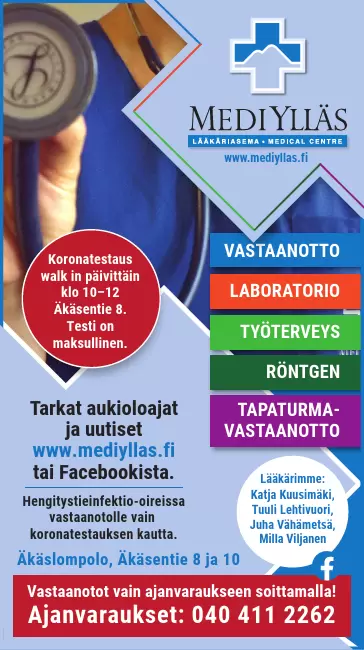 MEDIYLLÄS
LÄÄKÄRIASEMA • MEDICAL CENTRE
www.mediyllas.fi
VASTAANOTTO
LABORATORIO
TYÖTERVEYS
RÖNTGEN
TAPATURMA-
VASTAANOTTO
Koronatestaus
walk in päivittäin
klo 10–12
Äkäsentie 8.
Testi on
maksullinen.
Tarkat aukioloajat
ja uutiset
www.mediyllas.fi
tai Facebookista.
Hengitystieinfektio-oireissa
vastaanotolle vain
koronatestauksen kautta.
Lääkärimme:
Katja Kuusimäki,
Tuuli Lehtivuori,
Juha Vähämetsä,
Milla Viljanen
Äkäslompolo, Äkäsentie 8 ja 10
f
Vastaanotot vain ajanvaraukseen soittamalla!
Ajanvaraukset: 040 411 2262